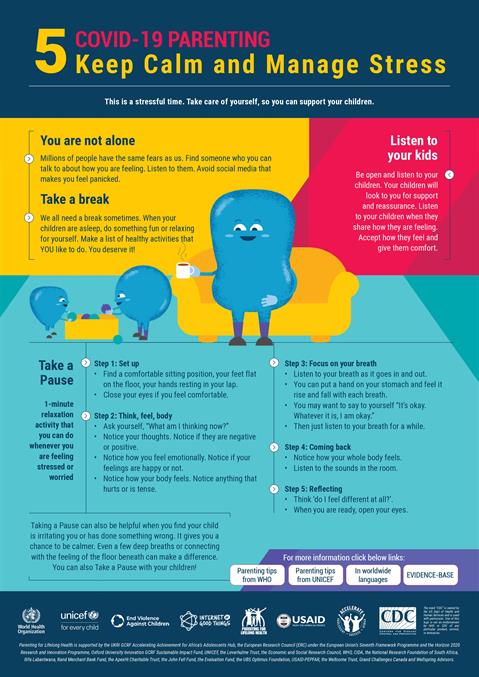 5
COVID-19 PARENTING
Keep Calm and Manage Stress
This is a stressful time. Take care of yourself, so you can support your children.
You are not alone
Millions of people have the same fears as us. Find someone who you can
talk to about how you are feeling. Listen to them. Avoid social media that
makes you feel panicked.
Take a break
We all need a break sometimes. When your
children are asleep, do something fun or relaxing
for yourself. Make a list of healthy activities that
YOU like to do. You deserve it!
Listen to
your kids
Be open and listen to your
children. Your children will
look to you for support
and reassurance. Listen
to your children when they
share how they are feeling.
Accept how they feel and
give them comfort.
Take a
Pause
1-minute
relaxation
activity that
you can do
whenever you
are feeling
stressed or
worried
Step 1: Set up
• Find a comfortable sitting position, your feet flat
on the floor, your hands resting in your lap.
• Close your eyes if you feel comfortable.
Step 2: Think, feel, body
• Ask yourself, “What am I thinking now?”
• Notice your thoughts. Notice if they are negative
or positive.
• Notice how you feel emotionally. Notice if your
feelings are happy or not.
• Notice how your body feels. Notice anything that
hurts or is tense.
Step 3: Focus on your breath
• Listen to your breath as it goes in and out.
• You can put a hand on your stomach and feel it
rise and fall with each breath.
• You may want to say to yourself “It's okay.
Whatever it is, I am okay.”
• Then just listen to your breath for a while.
Step 4: Coming back
• Notice how your whole body feels.
• Listen to the sounds in the room.
Step 5: Reflecting
• Think ‘do I feel different at all?’.
• When you are ready, open your eyes.
Taking a Pause can also be helpful when you find your child
is irritating you or has done something wrong. It gives you a
chance to be calmer. Even a few deep breaths or connecting
with the feeling of the floor beneath can make a difference.
You can also Take a Pause with your children!
For more information click below links:
Parenting tips
from WHO
Parenting tips
from UNICEF
In worldwide
languages
EVIDENCE-BASE
World Health
Organization
unicef
for every child
End Violence
Against Children
INTERNET OF
GOOD THINGS
PARENTING FOR
LIFELONG HEALTH
USAID
FROM THE AMERICAN PEOPLE
ACCELERATE
CDC
Parenting for Lifelong Health is supported by the UKRI GCRF Accelerating Achievement for Africa's Adolescents Hub, the European Research Council (ERC) under the European Union's Seventh Framework Programme and the Horizon 2020
Research and Innovation Programme, Oxford University Innovation GCRF Sustainable Impact Fund, UNICEF, the Leverhulme Trust, the Economic and Social Research Council, WHO, CIDA, the National Research Foundation of South Africa,
Ilifa Labantwana, Rand Merchant Bank Fund, the ApexHi Charitable Trust, the John Fell Fund, the Evaluation Fund, the UBS Optimus Foundation, USAID-PEPFAR, the Wellcome Trust, Grand Challenges Canada and Wellspring Advisors.